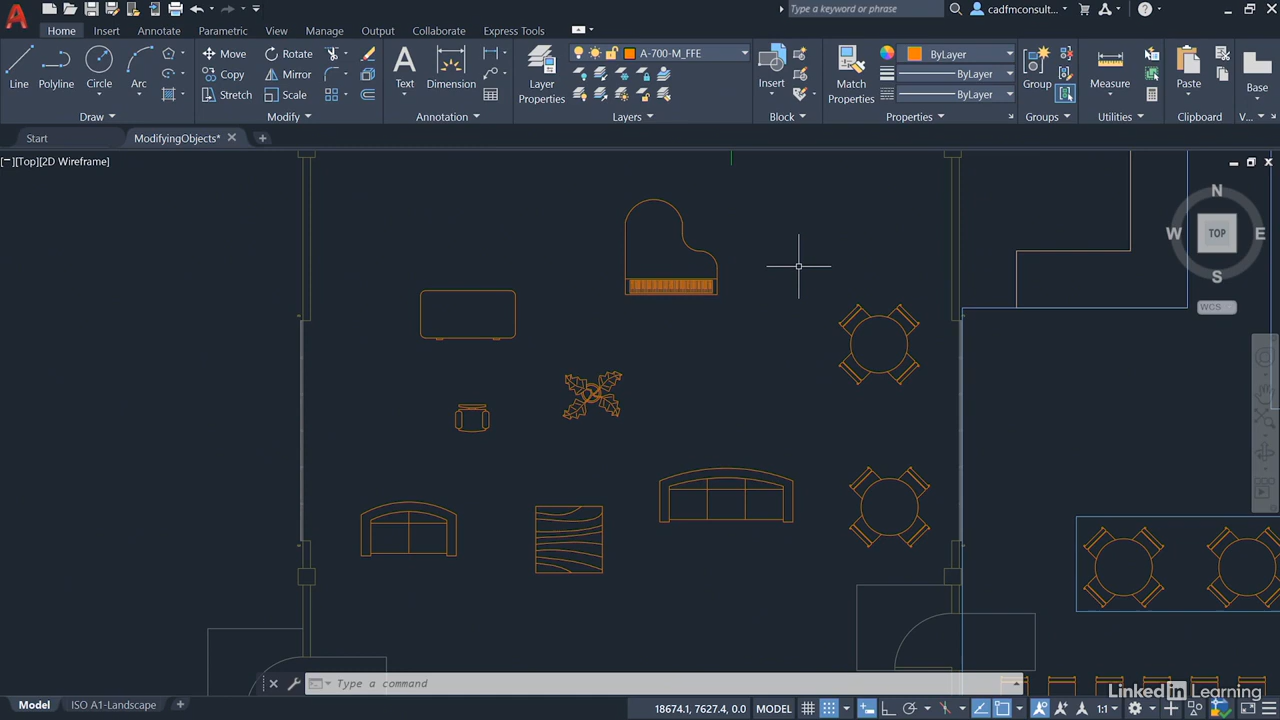 Type a keyword or phrase
cadfmconsult...
Home Insert Annotate Parametric View Manage Output Collaborate Express Tools
Line Polyline Circle Arc
Move Rotate
Copy Mirror
Stretch Scale
Text Dimension
Layer Properties
A-700-M_FFE
Insert
Match Properties
ByLayer
ByLayer
ByLayer
Group
Measure
Paste
Base
Draw Modify Annotation Layers Block Properties Groups Utilities Clipboard V...
Start ModifyingObjects*
[−][Top][2D Wireframe]
N
W TOP E
S
WCS
Type a command
Linked in Learning
Model ISO A1-Landscape
18674.1, 7627.4, 0.0 MODEL 1:1